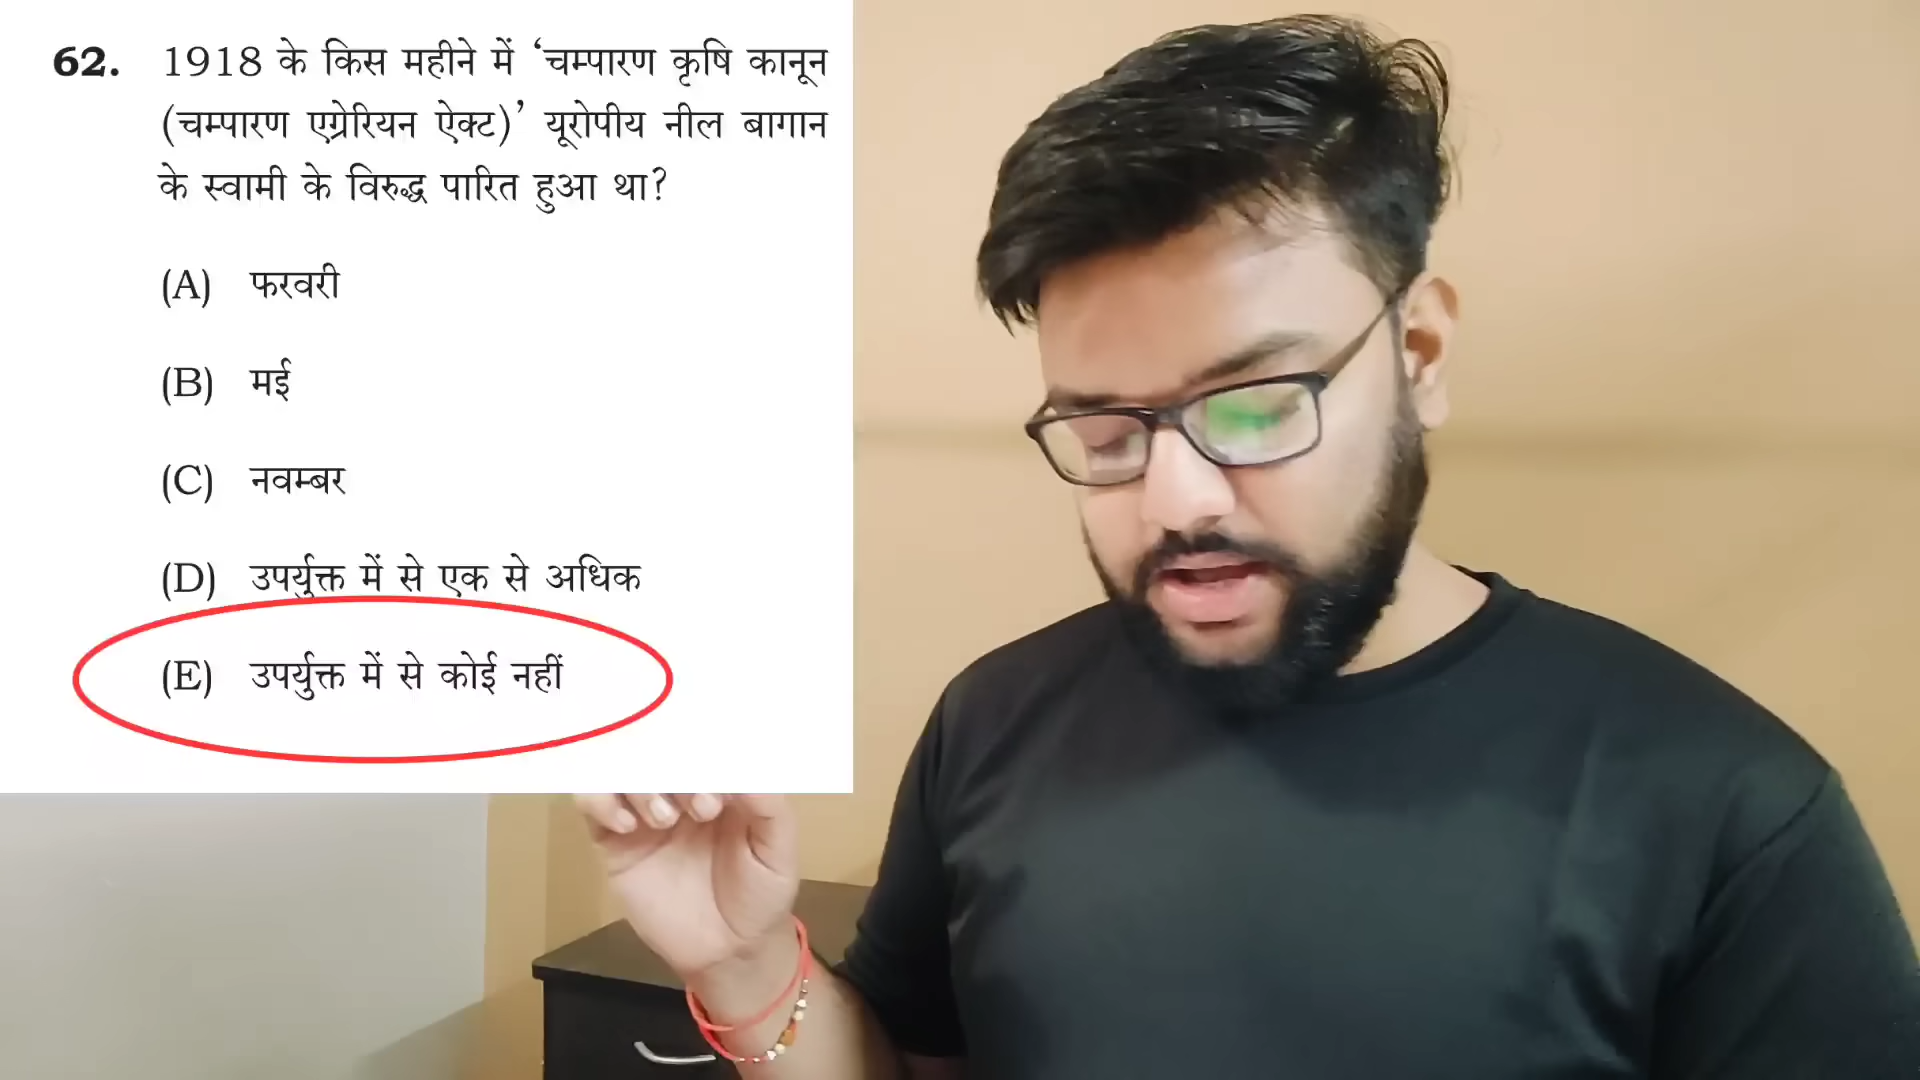 62. 1918 के किस महीने में ‘चम्पारण कृषि कानून
(चम्पारण एग्रेरियन ऐक्ट)’ यूरोपीय नील बागान
के स्वामी के विरुद्ध पारित हुआ था?
(A) फरवरी
(B) मई
(C) नवम्बर
(D) उपर्युक्त में से एक से अधिक
(E) उपर्युक्त में से कोई नहीं